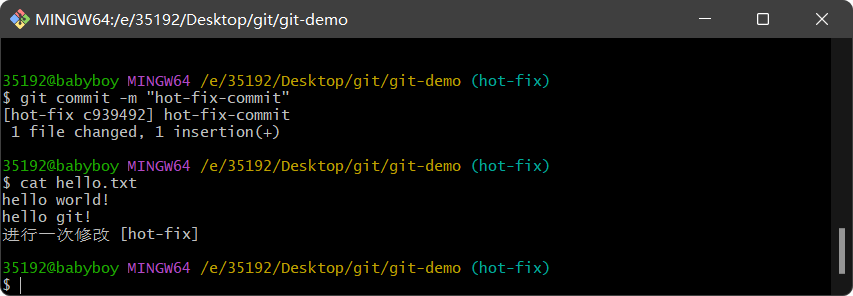 MINGW64:/e/35192/Desktop/git/git-demo
35192@babyboy MINGW64 /e/35192/Desktop/git/git-demo (hot-fix)
$ git commit -m "hot-fix-commit"
[hot-fix c939492] hot-fix-commit
 1 file changed, 1 insertion(+)
35192@babyboy MINGW64 /e/35192/Desktop/git/git-demo (hot-fix)
$ cat hello.txt
hello world!
hello git!
进行一次修改 [hot-fix]
35192@babyboy MINGW64 /e/35192/Desktop/git/git-demo (hot-fix)
$